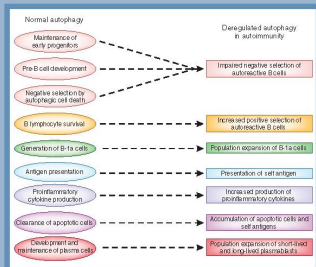 Normal autophagy
Deregulated autophagy
in autoimmunity
Maintenance of
early progenitors
Pre-B cell development
Impaired negative selection of
autoreactive B cells
Negative selection by
autophagic cell death
B lymphocyte survival
Increased positive selection of
autoreactive B cells
Generation of B-1a cells
Population expansion of B-1a cells
Antigen presentation
Presentation of self antigen
Proinflammatory
cytokine production
Increased production of
proinflammatory cytokines
Clearance of apoptotic cells
Accumulation of apoptotic cells and
self antigens
Development and
maintenance of plasma cells
Population expansion of short-lived
and long-lived plasmablasts